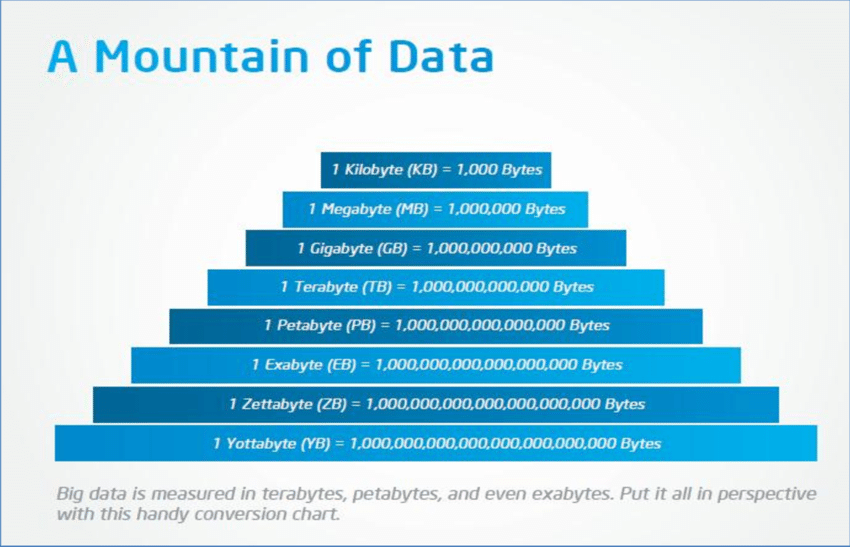 A Mountain of Data
1 Kilobyte (KB) = 1,000 Bytes
1 Megabyte (MB) = 1,000,000 Bytes
1 Gigabyte (GB) = 1,000,000,000 Bytes
1 Terabyte (TB) = 1,000,000,000,000 Bytes
1 Petabyte (PB) = 1,000,000,000,000,000 Bytes
1 Exabyte (EB) = 1,000,000,000,000,000,000 Bytes
1 Zettabyte (ZB) = 1,000,000,000,000,000,000,000 Bytes
1 Yottabyte (YB) = 1,000,000,000,000,000,000,000,000 Bytes
Big data is measured in terabytes, petabytes, and even exabytes. Put it all in perspective
with this handy conversion chart.